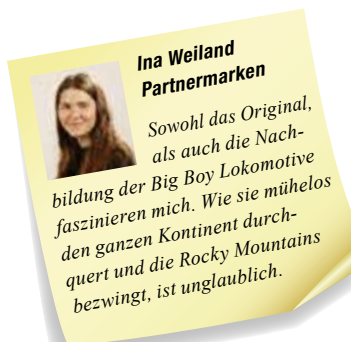 Ina Weiland
Partnermarken
Sowohl das Original,
als auch die Nach-
bildung der Big Boy Lokomotive
faszinieren mich. Wie sie mühelos
den ganzen Kontinent durch-
quert und die Rocky Mountains
bezwingt, ist unglaublich.